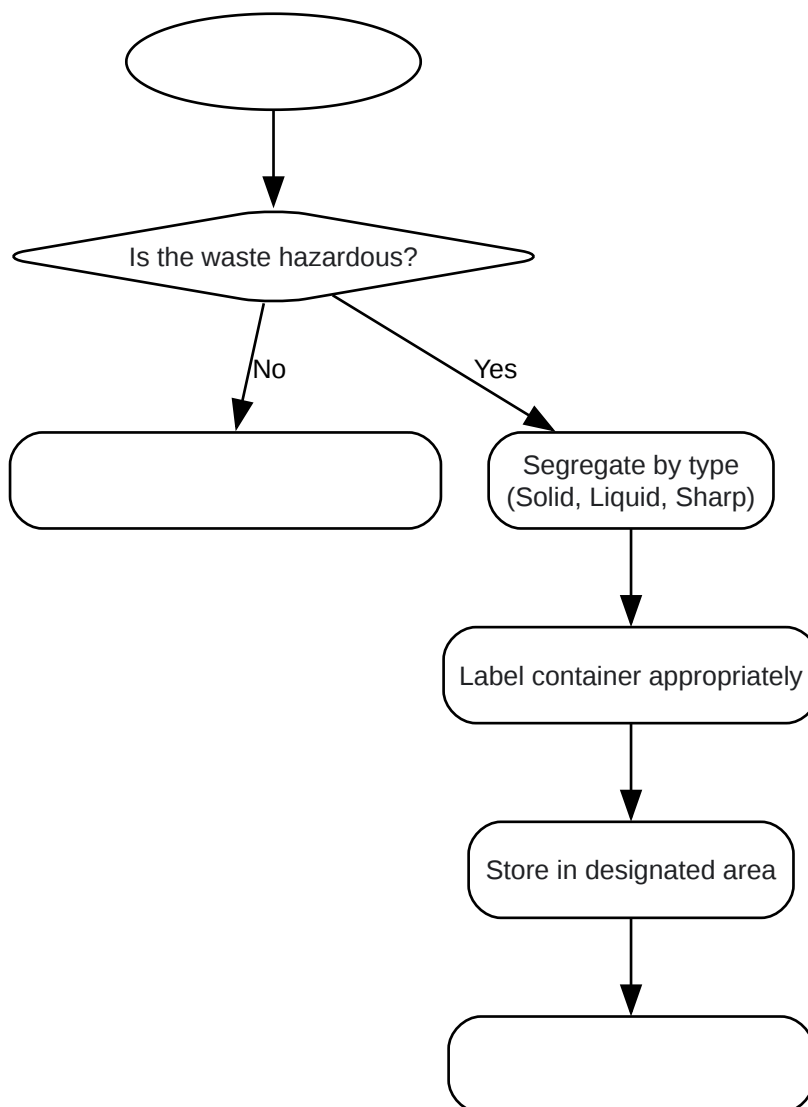 Is the waste hazardous?
No
Yes
Segregate by type
(Solid, Liquid, Sharp)
Label container appropriately
Store in designated area